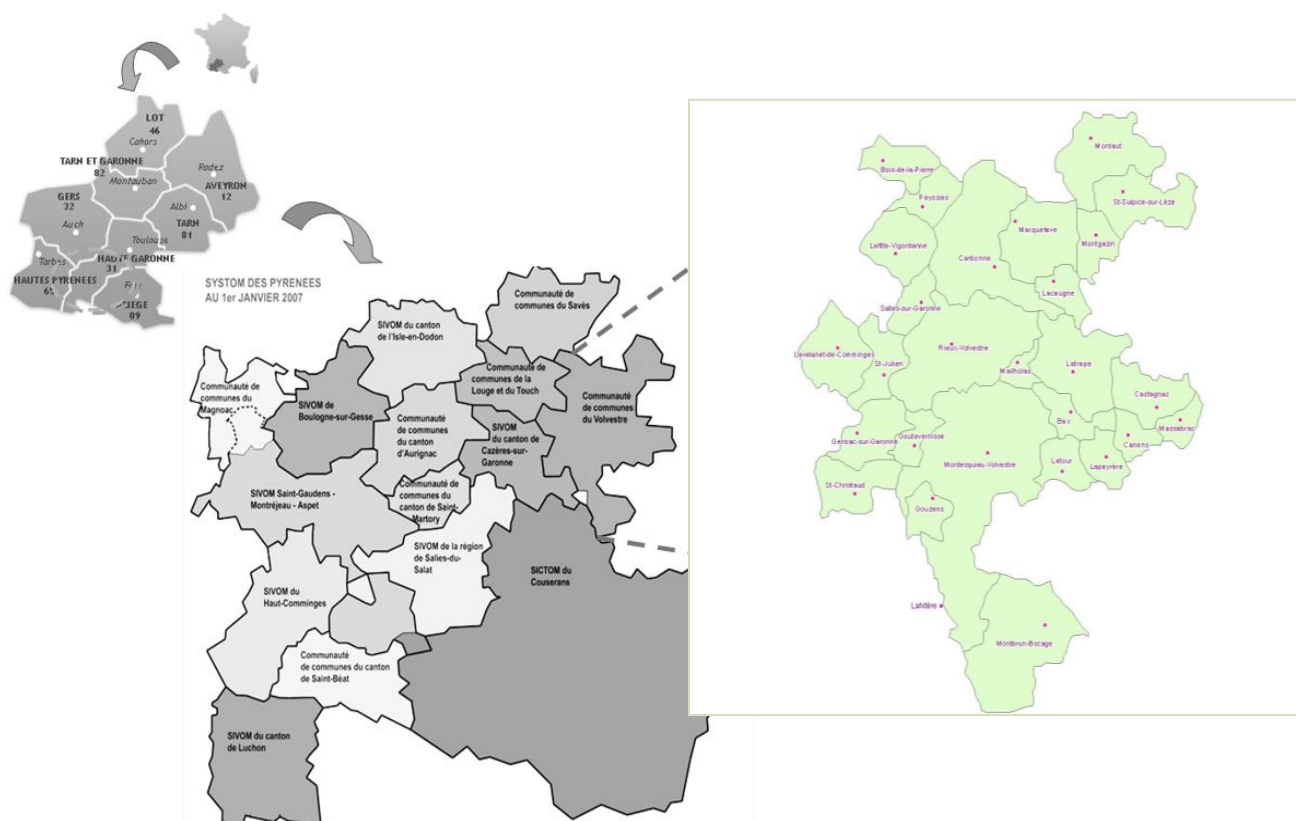 LOT
46
Cahors
TARN ET GARONNE
82
Montauban
Rodez
AVEYRON
12
GERS
32
Auch
Albi
TARN
81
Toulouse
Tarbes
HAUTE GARONNE
31
HAUTES PYRENEES
65
09
SYSTOM DES PYRENEES
AU 1er JANVIER 2007
Communauté de
communes du Savès
SIVOM du canton
de l'Isle-en-Dodon
Communauté de
communes du
Magnoac
SIVOM de
Boulogne-sur-Gesse
Communauté de
communes de la
Louge et du Touch
Communauté
de communes
du Volvestre
Communauté
de communes
du canton
d'Aurignac
SIVOM
du canton de
Cazères-sur-
Garonne
SIVOM Saint-Gaudens -
Montréjeau - Aspet
Communauté de
communes du
canton de Saint-
Martory
SIVOM de la région
de Salies-du-
Salat
SICTOM du
Couserans
SIVOM du
Haut-Comminges
Communauté
de communes du canton
de Saint-Béat
SIVOM du canton
de Luchon
Montaut
Bois-de-la-Pierre
St-Sulpice-sur-Lèze
Peyssies
Marquefave
Montgazin
Lafitte-Vigordanne
Carbonne
Lacaugne
Salles-sur-Garonne
Rieux-Volvestre
Lavelanet-de-Comminges
St-Julien
Mailholas
Latrape
Castagnac
Massabrac
Bax
Canens
Gensac-sur-Garonne
Goutevernisse
Montesquieu-Volvestre
Latour
Lapeyrère
St-Christaud
Gouzens
Lahitère
Montbrun-Bocage